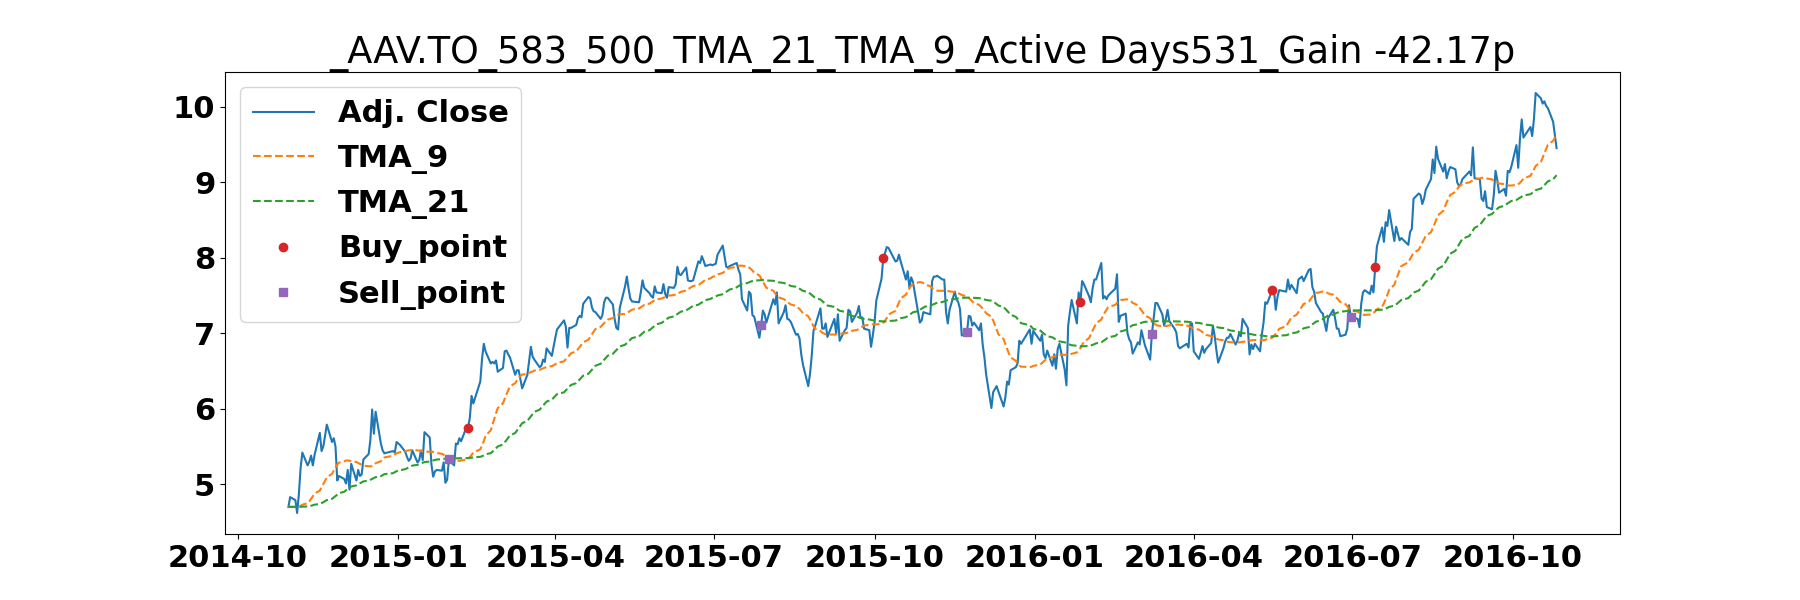 _AAV.TO_583_500_TMA_21_TMA_9_Active Days531_Gain -42.17p
Adj. Close
TMA_9
TMA_21
Buy_point
Sell_point
10
9
8
7
6
5
2014-10 2015-01 2015-04 2015-07 2015-10 2016-01 2016-04 2016-07 2016-10